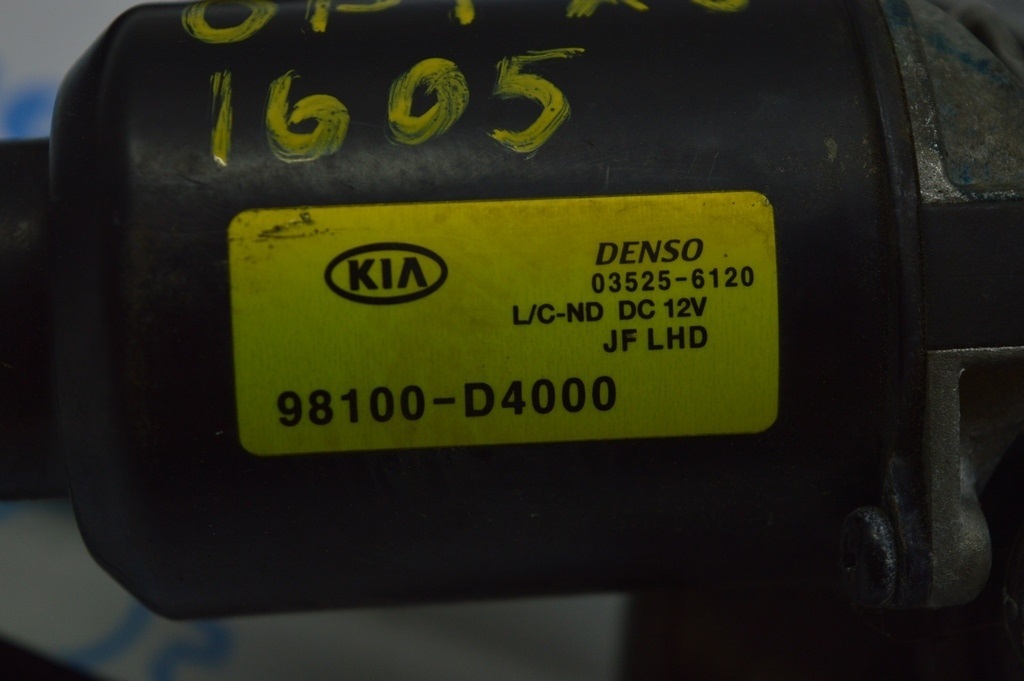 1605
KIA
DENSO
03525-6120
L/C-ND DC 12V
JF LHD
98100-D4000